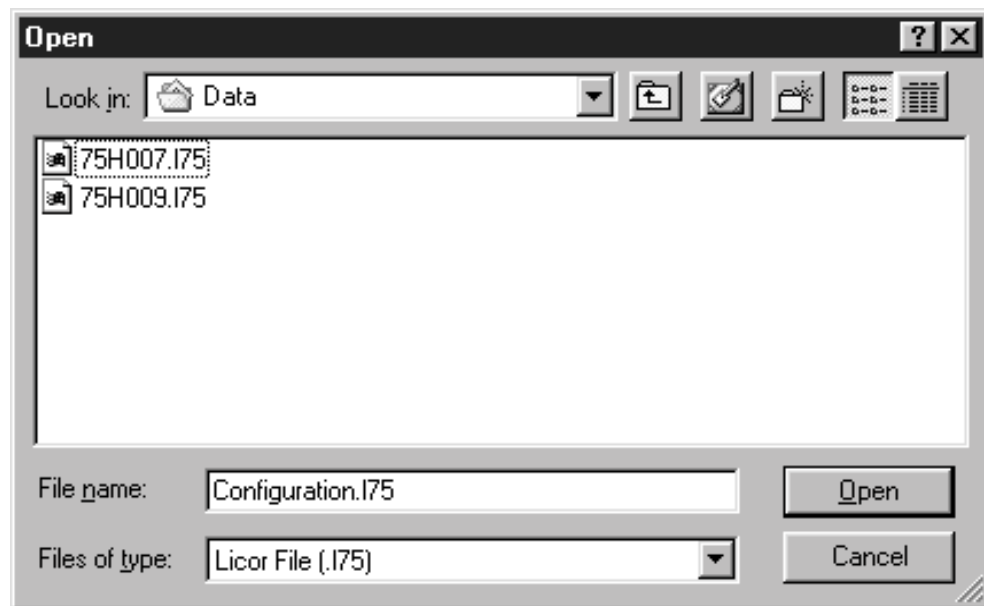 Open
Look in: Data
75H007.I75
75H009.I75
File name: Configuration.I75 Open
Files of type: Licor File (.I75) Cancel